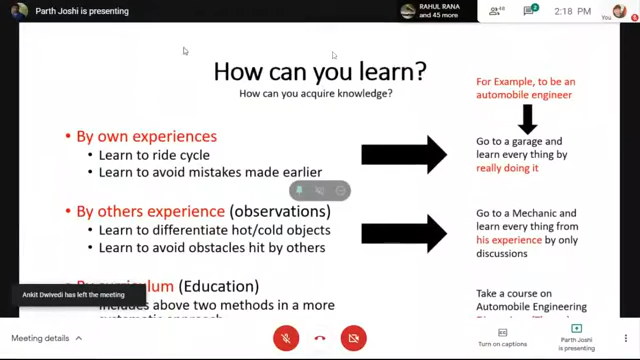 Parth Joshi is presenting
RAHUL RANA
and 45 more
46
2
2:18 PM
You
How can you learn?
How can you acquire knowledge?
For Example, to be an
automobile engineer
• By own experiences
• Learn to ride cycle
• Learn to avoid mistakes made earlier
Go to a garage and
learn every thing by
really doing it
• By others experience (observations)
• Learn to differentiate hot/cold objects
• Learn to avoid obstacles hit by others
Go to a Mechanic and
learn every thing from
his experience by only
discussions
curriculum (Education)
Includes above two methods in a more
Take a course on
Automobile Engineering
Ankit Dwivedi has left the meeting
Meeting details
Turn on captions
Parth Joshi
is presenting